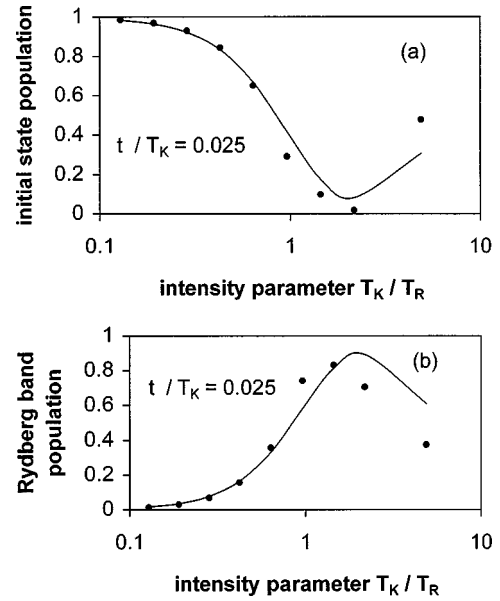 1
(a)
0.8
0.6
0.4
0.2
0
initial state population
t / T_K = 0.025
0.1
1
10
intensity parameter T_K / T_R
1
(b)
0.8
0.6
0.4
0.2
0
Rydberg band
population
t / T_K = 0.025
0.1
1
10
intensity parameter T_K / T_R